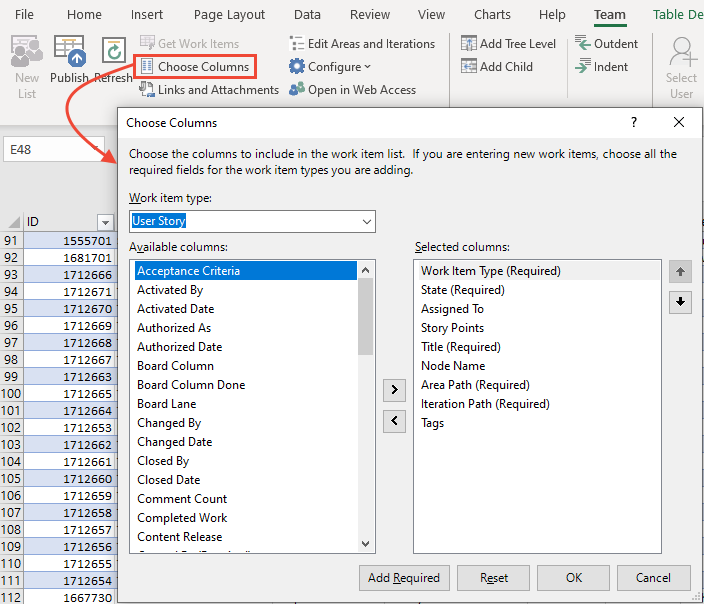 File Home Insert Page Layout Data Review View Charts Help Team Table De
Get Work Items
Edit Areas and Iterations
Add Tree Level
Outdent
New List
Publish
Refresh
Choose Columns
Configure
Add Child
Indent
Select User
Links and Attachments
Open in Web Access
Choose Columns ?
E48
Choose the columns to include in the work item list. If you are entering new work items, choose all the
required fields for the work item types you are adding.
Work item type:
User Story
Available columns:
Acceptance Criteria
Activated By
Activated Date
Authorized As
Authorized Date
Board Column
Board Column Done
Board Lane
Changed By
Changed Date
Closed By
Closed Date
Comment Count
Completed Work
Content Release
Selected columns:
Work Item Type (Required)
State (Required)
Assigned To
Story Points
Title (Required)
Node Name
Area Path (Required)
Iteration Path (Required)
Tags
Add Required Reset OK Cancel
ID
91 1555701
92 1681701
93 1712666
94 1712671
95 1712670
96 1712669
97 1712668
98 1712667
99 1712663
100 1712665
101 1712664
102 1712653
103 1712662
104 1712661
105 1712660
106 1712659
107 1712658
108 1712657
109 1712656
110 1712655
111 1712654
112 1667730